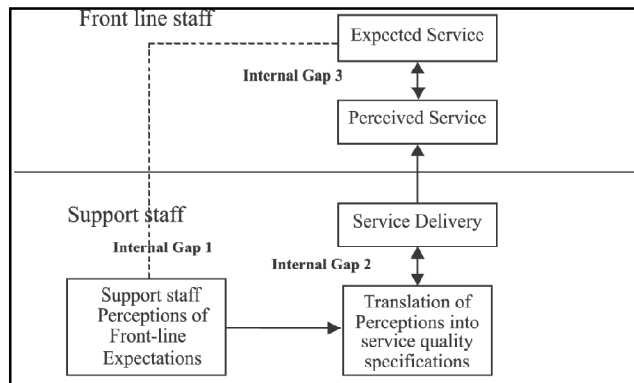 Front line staff
Expected Service
Internal Gap 3
Perceived Service
Support staff
Service Delivery
Internal Gap 1
Internal Gap 2
Support staff
Perceptions of
Front-line
Expectations
Translation of
Perceptions into
service quality
specifications